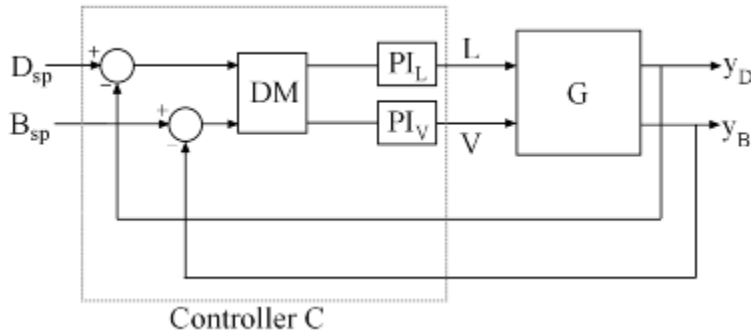 D_sp
B_sp
+
−
+
−
DM
PI_L
PI_V
L
V
G
y_D
y_B
Controller C